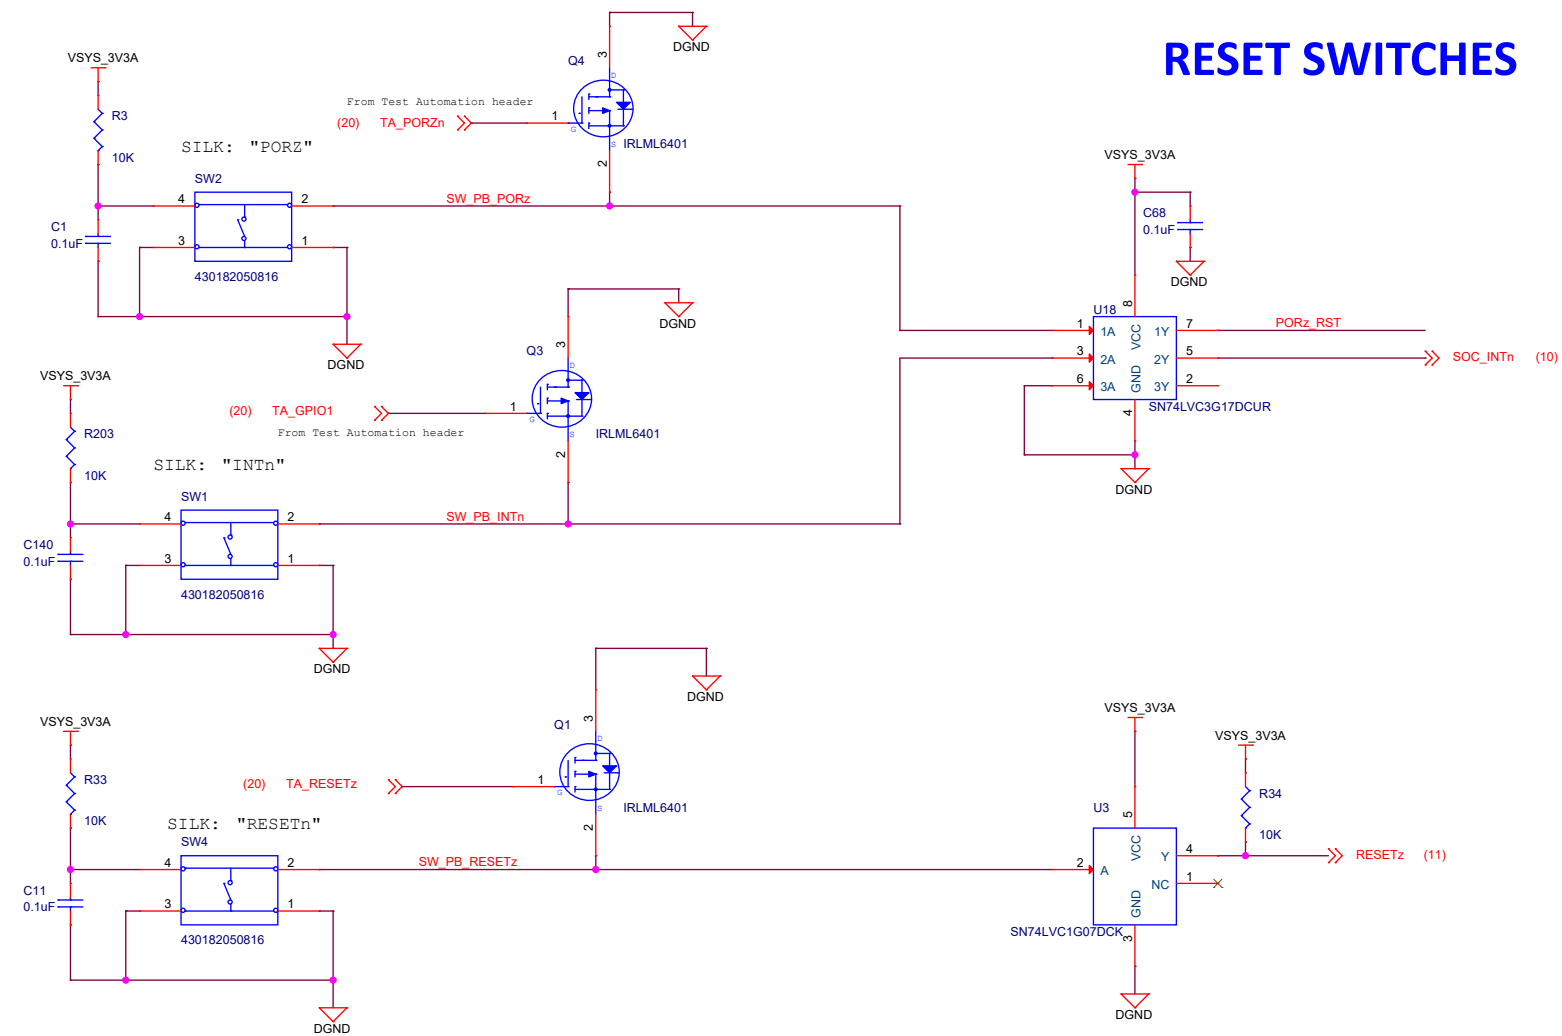 RESET SWITCHES
DGND
3
Q4
D
VSYS_3V3A
From Test Automation header
(20) TA_PORZn
1
G
S
IRLML6401
2
R3
10K
SILK: "PORZ"
SW2
4
2
SW_PB_PORz
3
1
C1
0.1uF
430182050816
DGND
VSYS_3V3A
C68
0.1uF
DGND
DGND
3
Q3
D
(20) TA_GPIO1
1
G
From Test Automation header
S
IRLML6401
2
U18
8
1 1A VCC 1Y 7 PORz_RST
3 2A 2Y 5 SOC_INTn (10)
6 3A GND 3Y 2
4
SN74LVC3G17DCUR
DGND
VSYS_3V3A
R203
10K
SILK: "INTn"
SW1
4
2
SW_PB_INTn
3
1
C140
0.1uF
430182050816
DGND
DGND
3
Q1
D
(20) TA_RESETz
1
G
S
IRLML6401
2
VSYS_3V3A
R33
10K
SILK: "RESETn"
SW4
4
2
SW_PB_RESETz
3
1
C11
0.1uF
430182050816
DGND
VSYS_3V3A
VSYS_3V3A
R34
10K
U3
5
2 A VCC Y 4 RESETz (11)
NC 1
GND
3
SN74LVC1G07DCK
DGND